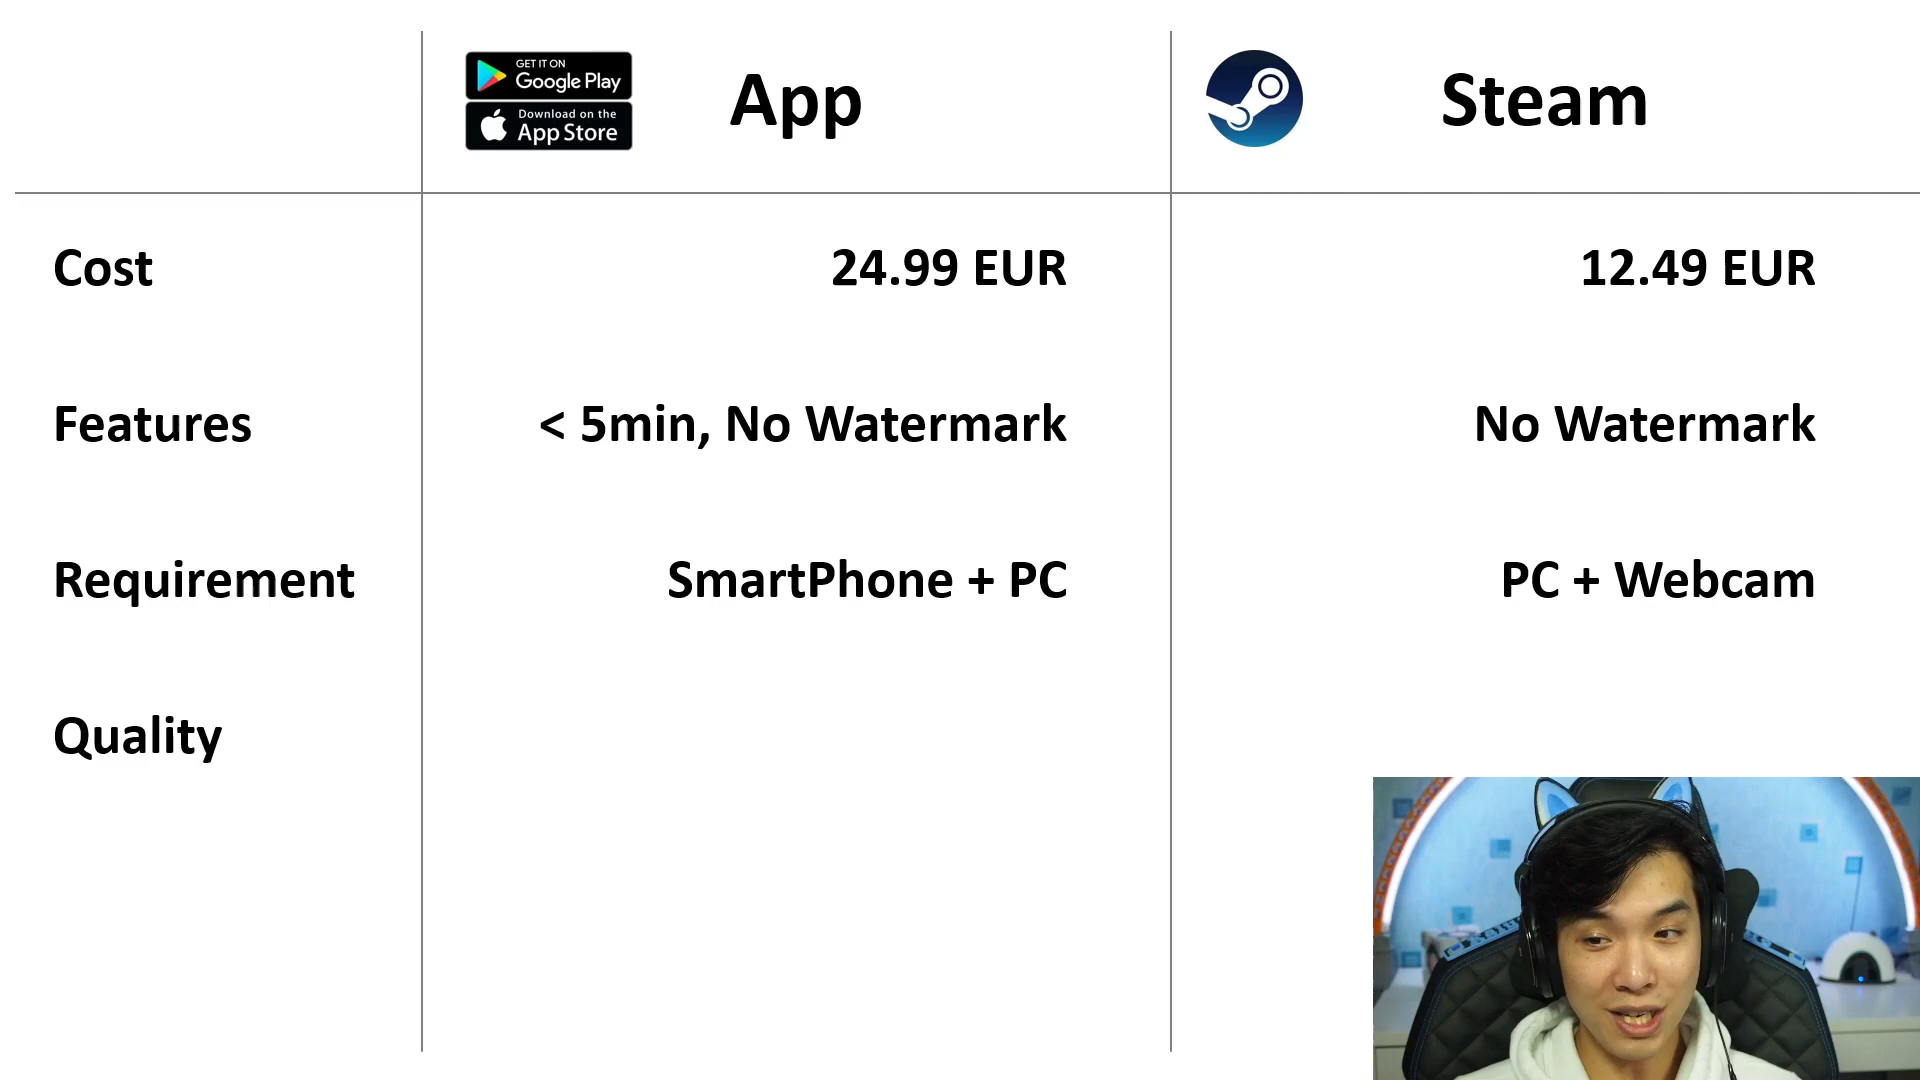 GET IT ON
Google Play
Download on the
App Store
App
Steam
Cost
24.99 EUR
12.49 EUR
Features
< 5min, No Watermark
No Watermark
Requirement
SmartPhone + PC
PC + Webcam
Quality